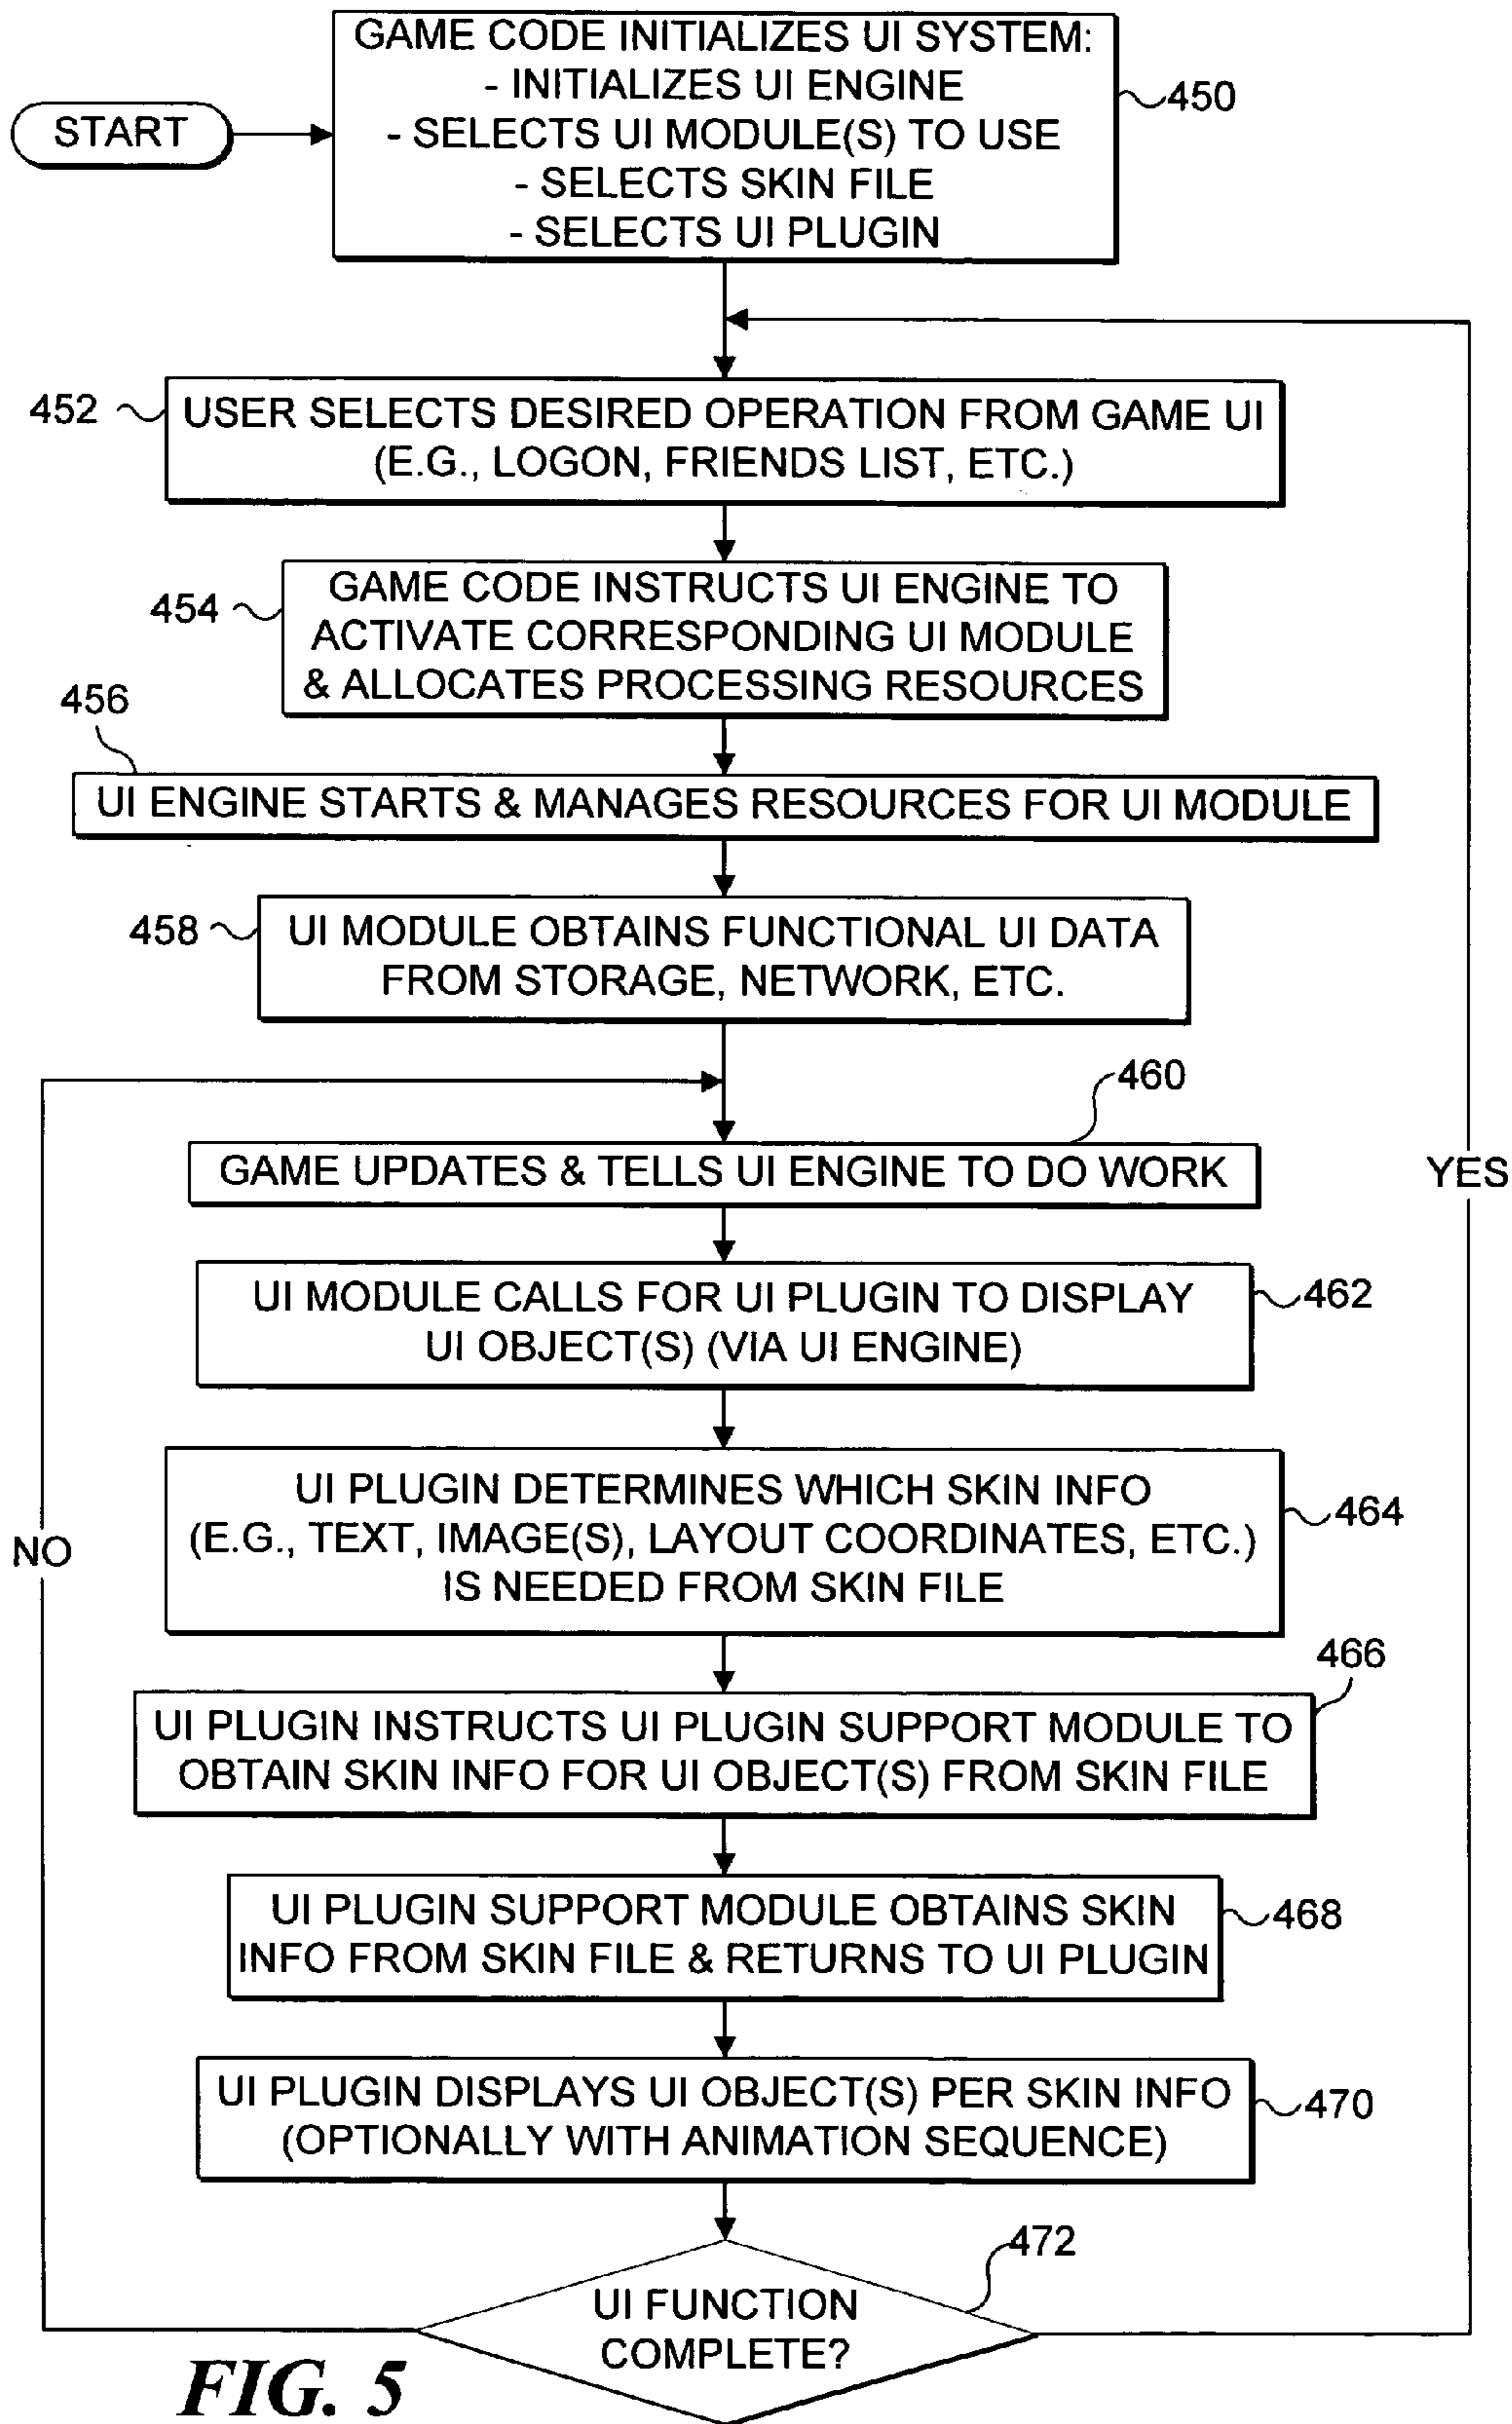 GAME CODE INITIALIZES UI SYSTEM:
- INITIALIZES UI ENGINE
- SELECTS UI MODULE(S) TO USE
- SELECTS SKIN FILE
- SELECTS UI PLUGIN
450
START
452
USER SELECTS DESIRED OPERATION FROM GAME UI
(E.G., LOGON, FRIENDS LIST, ETC.)
454
GAME CODE INSTRUCTS UI ENGINE TO
ACTIVATE CORRESPONDING UI MODULE
& ALLOCATES PROCESSING RESOURCES
456
UI ENGINE STARTS & MANAGES RESOURCES FOR UI MODULE
458
UI MODULE OBTAINS FUNCTIONAL UI DATA
FROM STORAGE, NETWORK, ETC.
460
GAME UPDATES & TELLS UI ENGINE TO DO WORK
YES
UI MODULE CALLS FOR UI PLUGIN TO DISPLAY
UI OBJECT(S) (VIA UI ENGINE)
462
UI PLUGIN DETERMINES WHICH SKIN INFO
(E.G., TEXT, IMAGE(S), LAYOUT COORDINATES, ETC.)
IS NEEDED FROM SKIN FILE
464
NO
466
UI PLUGIN INSTRUCTS UI PLUGIN SUPPORT MODULE TO
OBTAIN SKIN INFO FOR UI OBJECT(S) FROM SKIN FILE
UI PLUGIN SUPPORT MODULE OBTAINS SKIN
INFO FROM SKIN FILE & RETURNS TO UI PLUGIN
468
UI PLUGIN DISPLAYS UI OBJECT(S) PER SKIN INFO
(OPTIONALLY WITH ANIMATION SEQUENCE)
470
472
UI FUNCTION
COMPLETE?
FIG. 5